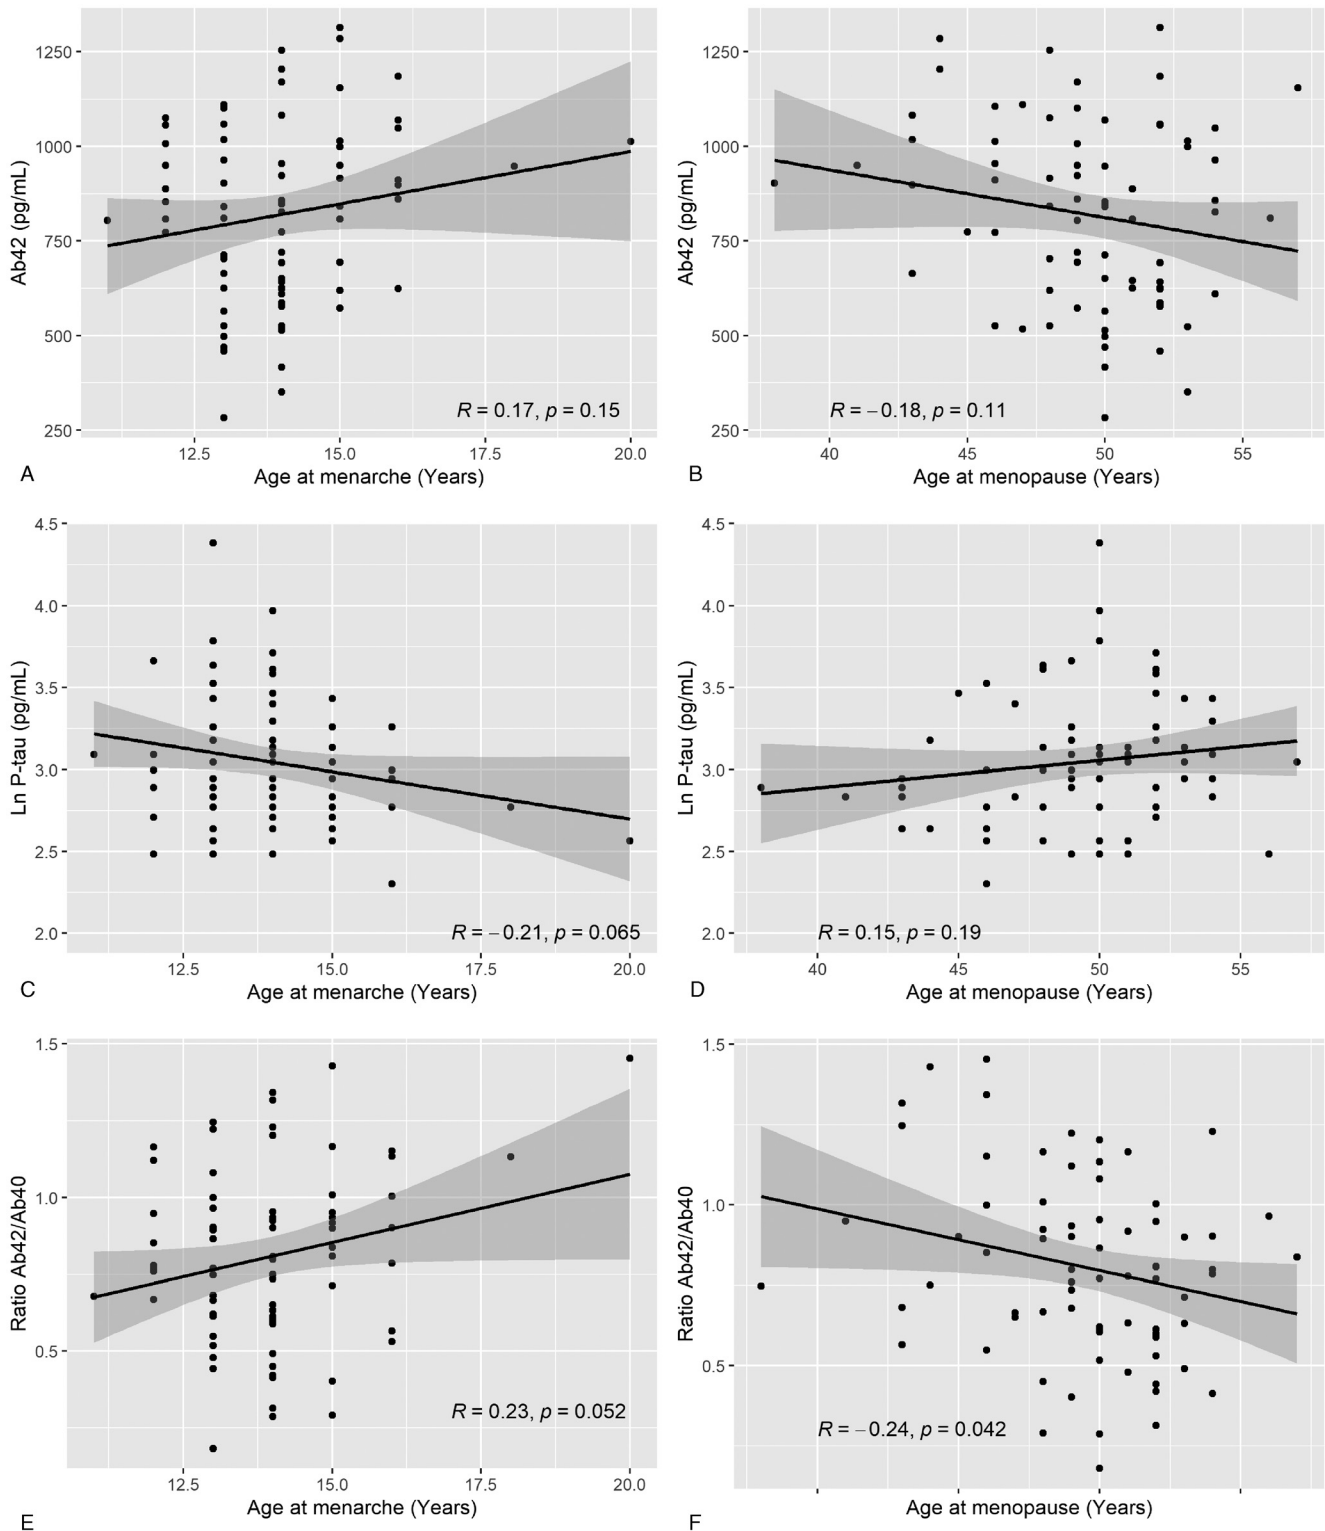 1250
1000
750
500
250
Ab42 (pg/mL)
R = 0.17, p = 0.15
12.5 15.0 17.5 20.0
Age at menarche (Years)
A
1250
1000
750
500
250
Ab42 (pg/mL)
R = −0.18, p = 0.11
40 45 50 55
Age at menopause (Years)
B
4.5
4.0
3.5
3.0
2.5
2.0
Ln P-tau (pg/mL)
R = −0.21, p = 0.065
12.5 15.0 17.5 20.0
Age at menarche (Years)
C
4.5
4.0
3.5
3.0
2.5
2.0
Ln P-tau (pg/mL)
R = 0.15, p = 0.19
40 45 50 55
Age at menopause (Years)
D
1.5
1.0
0.5
Ratio Ab42/Ab40
R = 0.23, p = 0.052
12.5 15.0 17.5 20.0
Age at menarche (Years)
E
1.5
1.0
0.5
Ratio Ab42/Ab40
R = −0.24, p = 0.042
Age at menopause (Years)
F